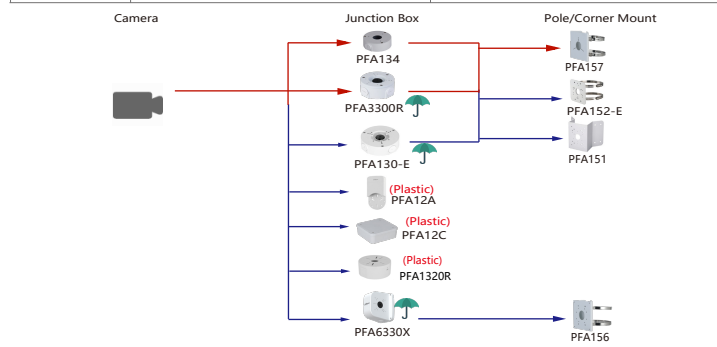 Camera Junction Box Pole/Corner Mount
PFA134
PFA157
PFA3300R
PFA152-E
PFA130-E
PFA151
(Plastic)
PFA12A
(Plastic)
PFA12C
(Plastic)
PFA1320R
PFA6330X
PFA156